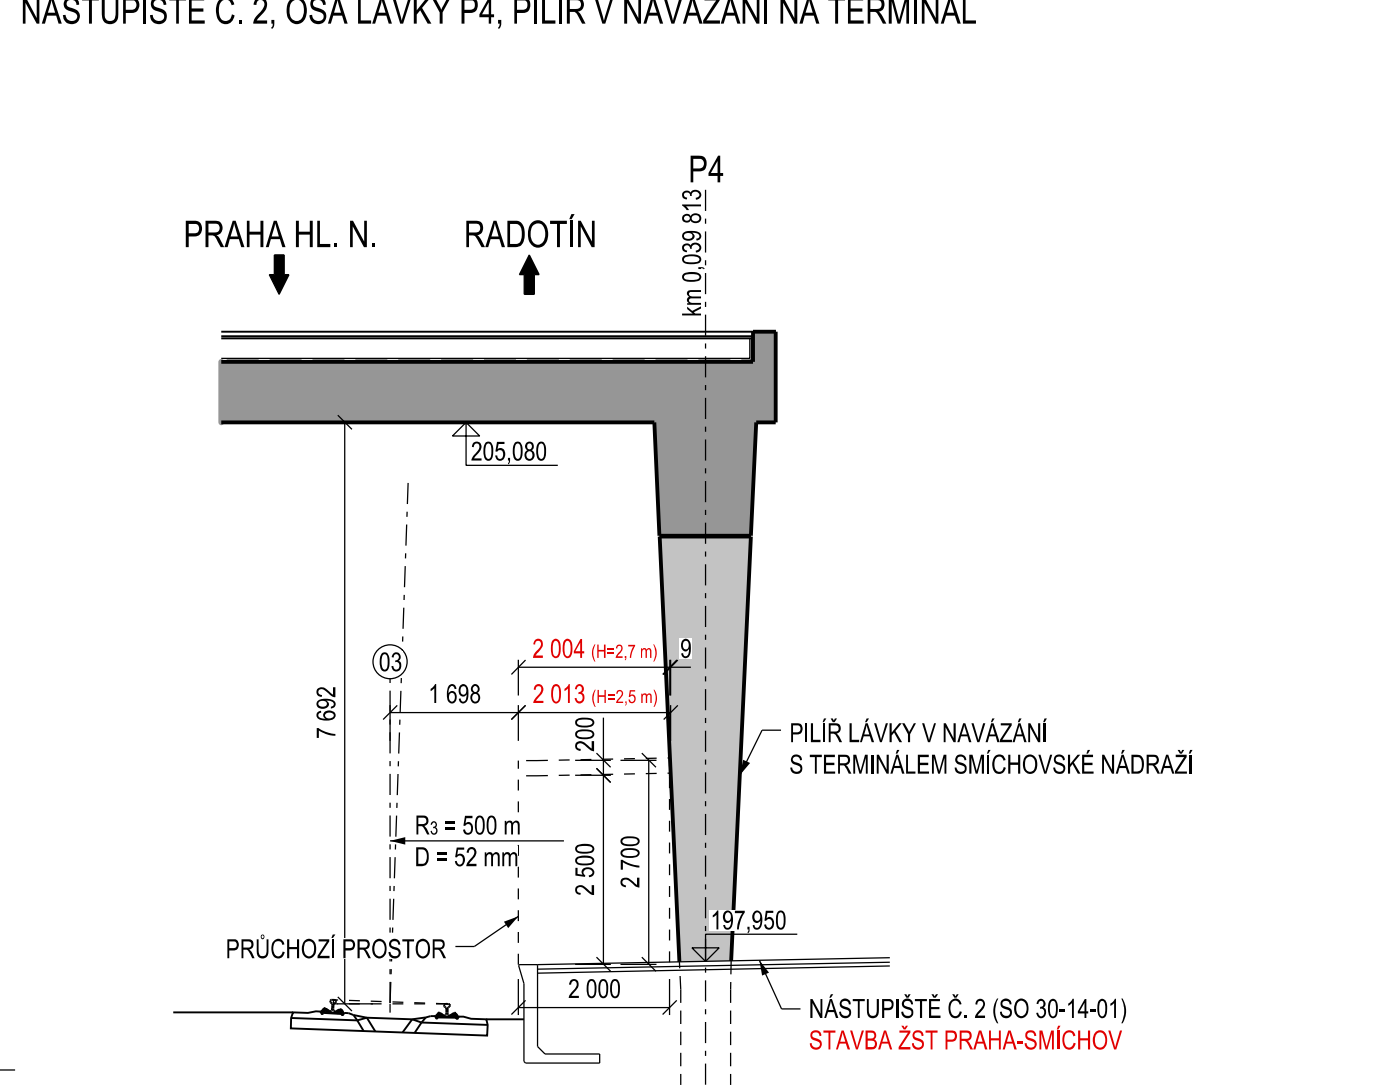 NÁSTUPIŠTĚ Č. 2, OSA LÁVKY P4, PILÍŘ V NAVÁZÁNÍ NA TERMINÁL
P4
km 0,039 813
PRAHA HL. N.
RADOTÍN
205,080
2 004 (H=2,7 m)
9
03
1 698
2 013 (H=2,5 m)
7 692
200
PILÍŘ LÁVKY V NAVÁZÁNÍ
S TERMINÁLEM SMÍCHOVSKÉ NÁDRAŽÍ
R3 = 500 m
D = 52 mm
2 500
2 700
197,950
PRŮCHOZÍ PROSTOR
2 000
NÁSTUPIŠTĚ Č. 2 (SO 30-14-01)
STAVBA ŽST PRAHA-SMÍCHOV